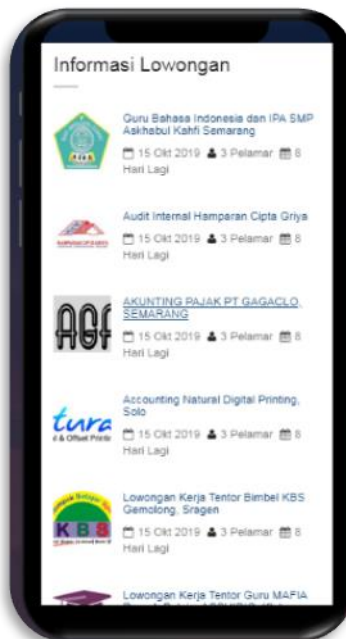 Informasi Lowongan
Guru Bahasa Indonesia dan IPA SMP
Askhabul Kahfi Semarang
15 Okt 2019 3 Pelamar 8
Hari Lagi
Audit Internal Hamparan Cipta Griya
15 Okt 2019 3 Pelamar 8
Hari Lagi
AKUNTING PAJAK PT GAGACLO,
SEMARANG
15 Okt 2019 3 Pelamar 8
Hari Lagi
Accounting Natural Digital Printing,
Solo
15 Okt 2019 3 Pelamar 8
Hari Lagi
Lowongan Kerja Tentor Bimbel KBS
Gemolong, Sragen
KBS
15 Okt 2019 3 Pelamar 8
Hari Lagi
Lowongan Kerja Tentor Guru MAFIA